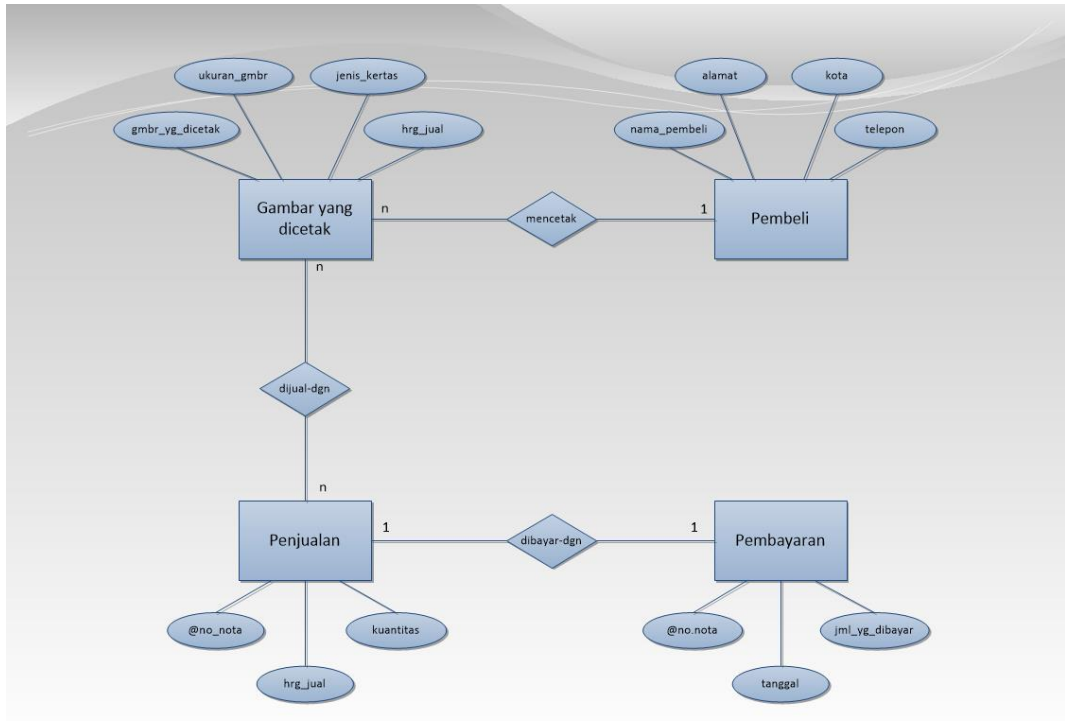 ukuran_gmbr
jenis_kertas
alamat
kota
gmbr_yg_dicetak
hrg_jual
nama_pembeli
telepon
Gambar yang
dicetak
n
mencetak
1
Pembeli
n
dijual-dgn
n
Penjualan
1
dibayar-dgn
1
Pembayaran
@no_nota
kuantitas
@no.nota
jml_yg_dibayar
hrg_jual
tanggal